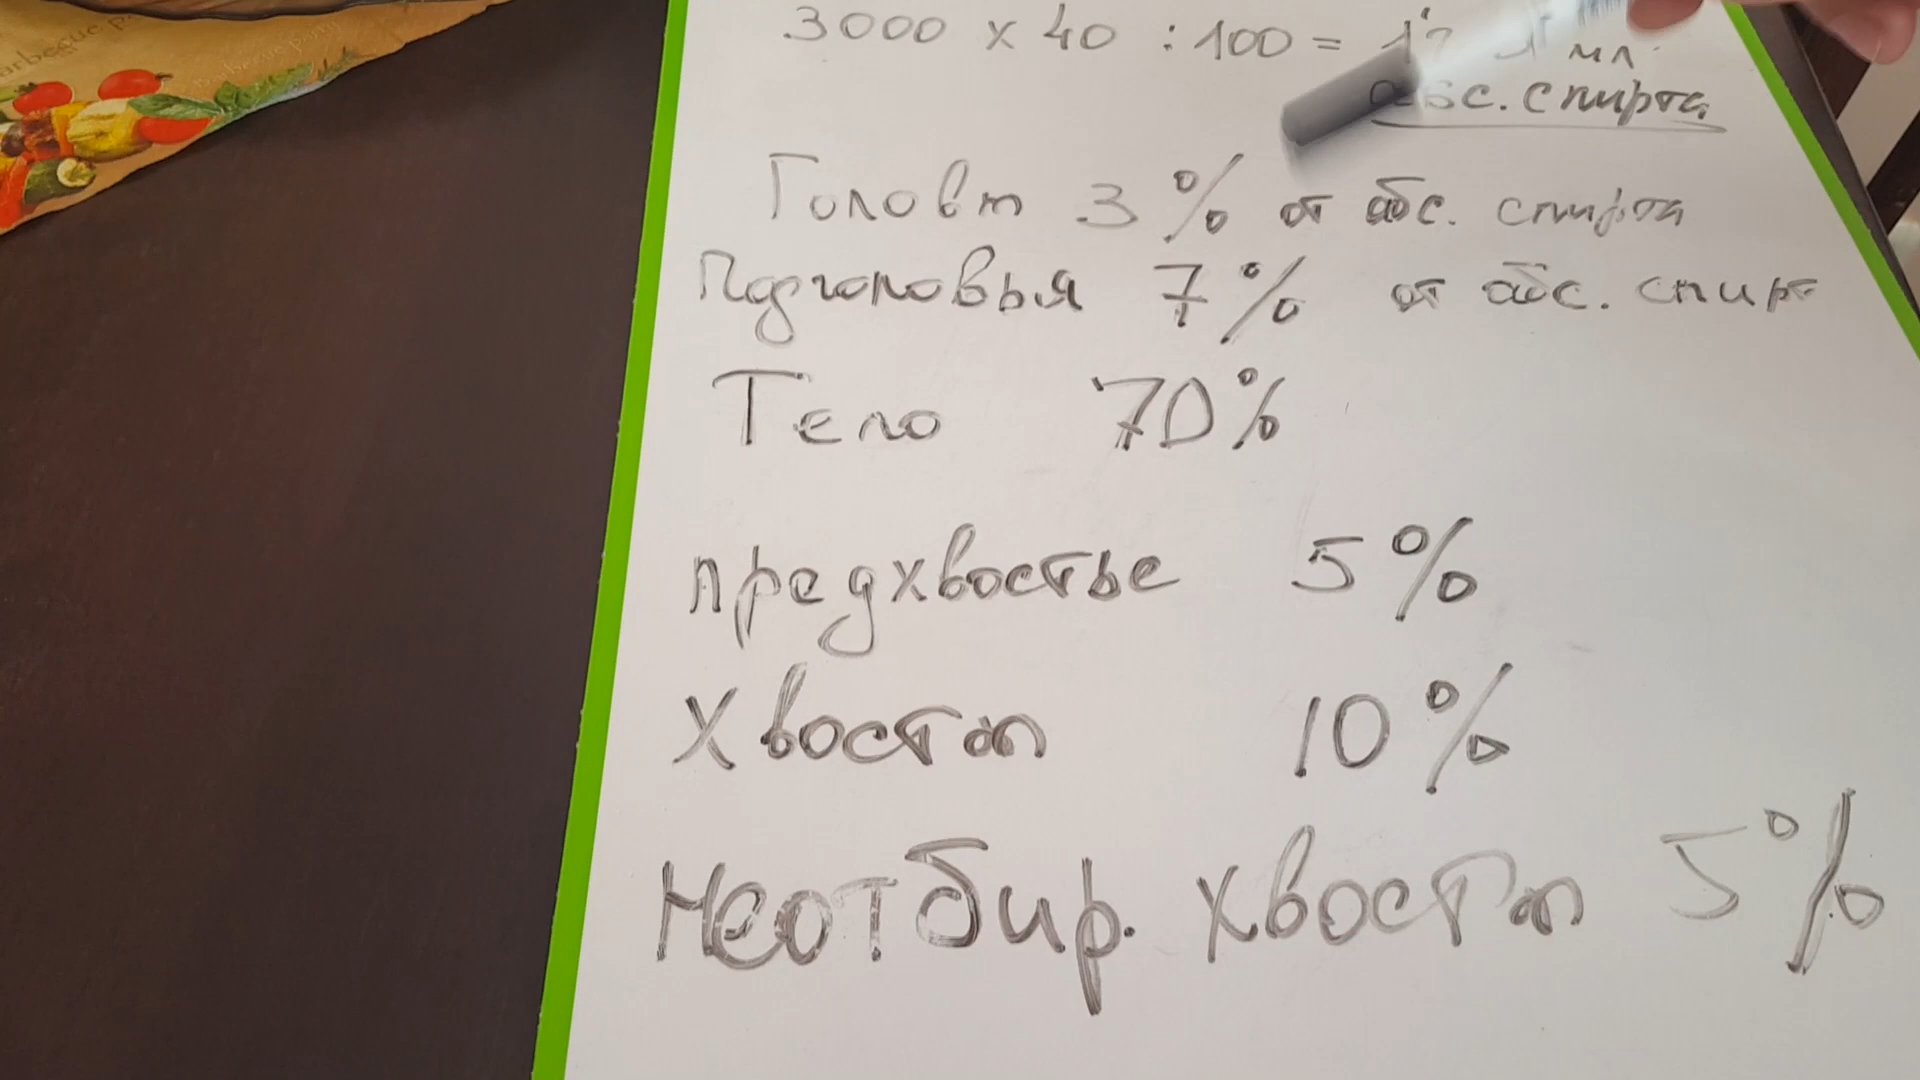 3000 x 40 : 100 = мл.
абс. спирта
Головы 3% от абс. спирта
Подголовья 7% от абс. спирт
Тело 70%
предхвостье 5%
Хвосты 10%
Неотбир. хвосты 5%